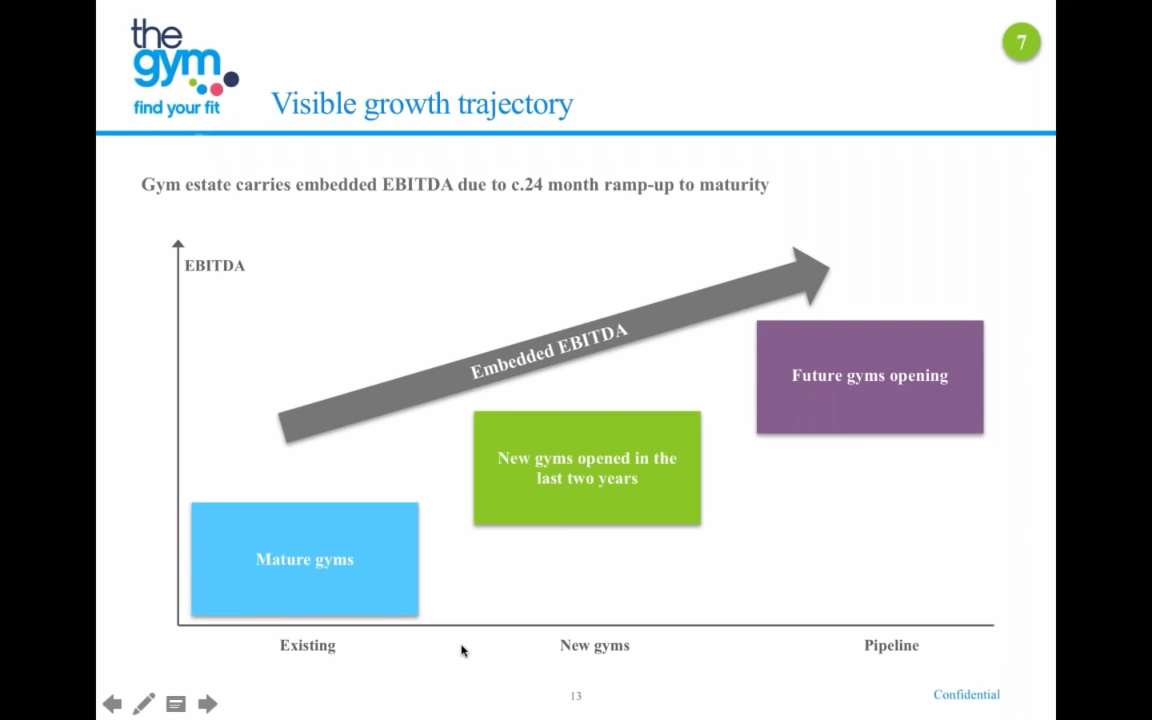 the
gym
find your fit
7
Visible growth trajectory
Gym estate carries embedded EBITDA due to c.24 month ramp-up to maturity
EBITDA
Embedded EBITDA
Future gyms opening
New gyms opened in the
last two years
Mature gyms
Existing
New gyms
Pipeline
13
Confidential